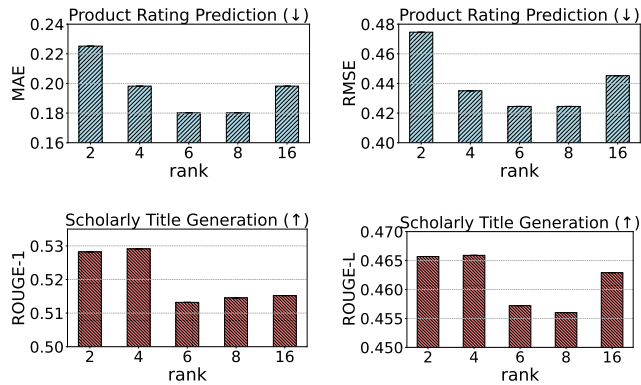 Product Rating Prediction (↓)
0.24
0.22
0.20
0.18
0.16
MAE
2 4 6 8 16
rank
Product Rating Prediction (↓)
0.48
0.46
0.44
0.42
0.40
RMSE
2 4 6 8 16
rank
Scholarly Title Generation (↑)
0.53
0.52
0.51
0.50
ROUGE-1
2 4 6 8 16
rank
Scholarly Title Generation (↑)
0.470
0.465
0.460
0.455
0.450
ROUGE-L
2 4 6 8 16
rank